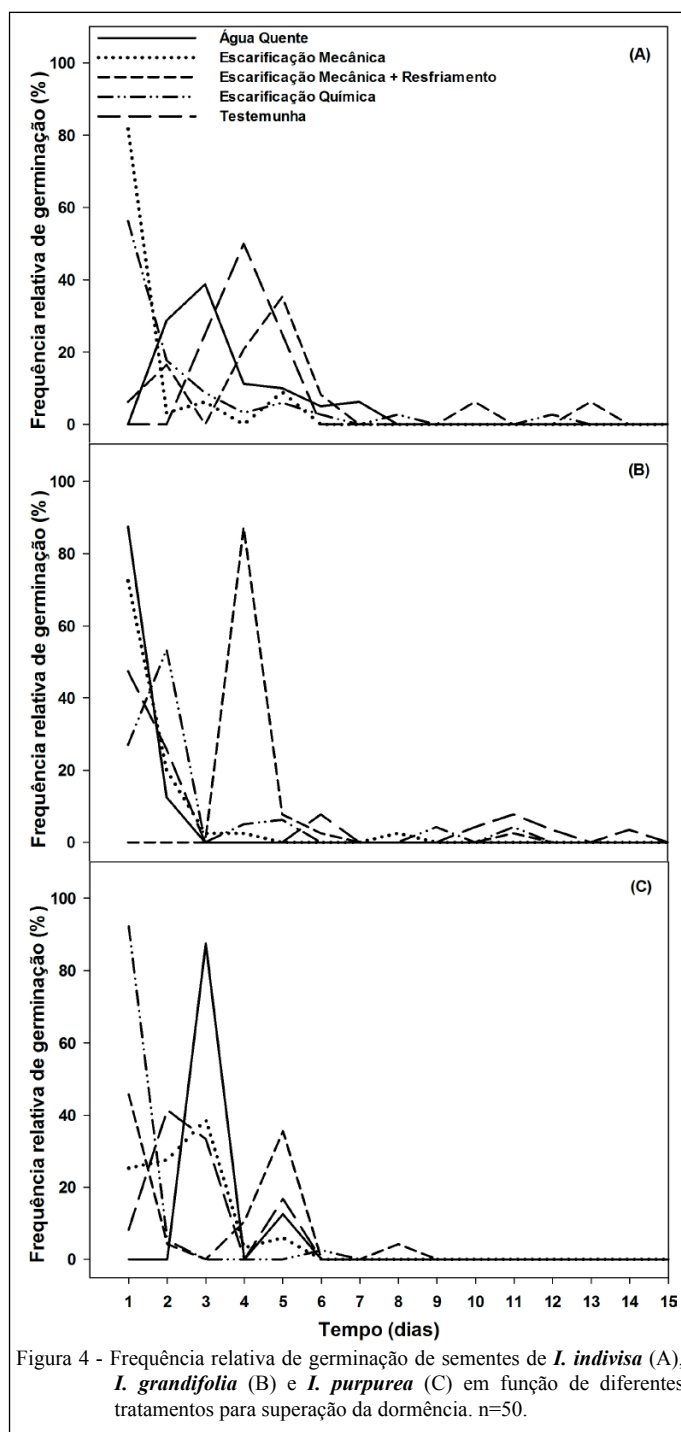 Água Quente
Escarificação Mecânica
Escarificação Mecânica + Resfriamento
Escarificação Química
Testemunha
(A)
Frequência relativa de germinação (%)
100
80
60
40
20
0
(B)
Frequência relativa de germinação (%)
100
80
60
40
20
0
(C)
Frequência relativa de germinação (%)
100
80
60
40
20
0
1 2 3 4 5 6 7 8 9 10 11 12 13 14 15
Tempo (dias)
Figura 4 - Frequência relativa de germinação de sementes de I. indivisa (A),
I. grandifolia (B) e I. purpurea (C) em função de diferentes
tratamentos para superação da dormência. n=50.